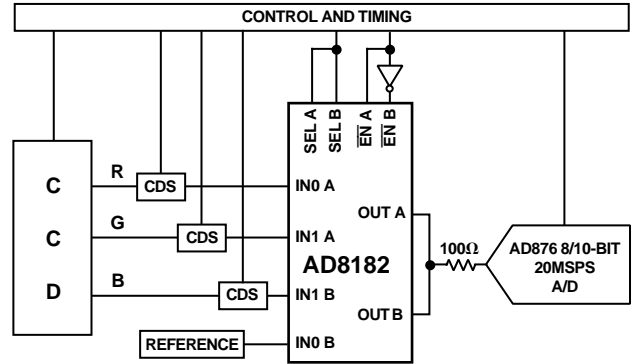 CONTROL AND TIMING
SEL A
SEL B
EN A
EN B
C
C
D
R
CDS
G
CDS
B
CDS
REFERENCE
IN0 A
IN1 A
IN1 B
IN0 B
OUT A
OUT B
AD8182
100Ω
AD876 8/10-BIT
20MSPS
A/D